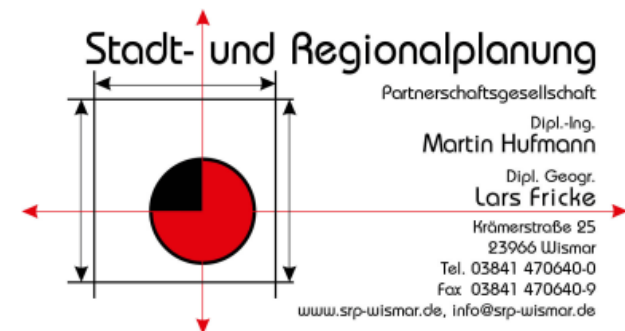 Stadt- und Regionalplanung
Partnerschaftsgesellschaft
Dipl.-Ing.
Martin Hufmann
Dipl. Geogr.
Lars Fricke
Krämerstraße 25
23966 Wismar
Tel. 03841 470640-0
Fax 03841 470640-9
www.srp-wismar.de, info@srp-wismar.de